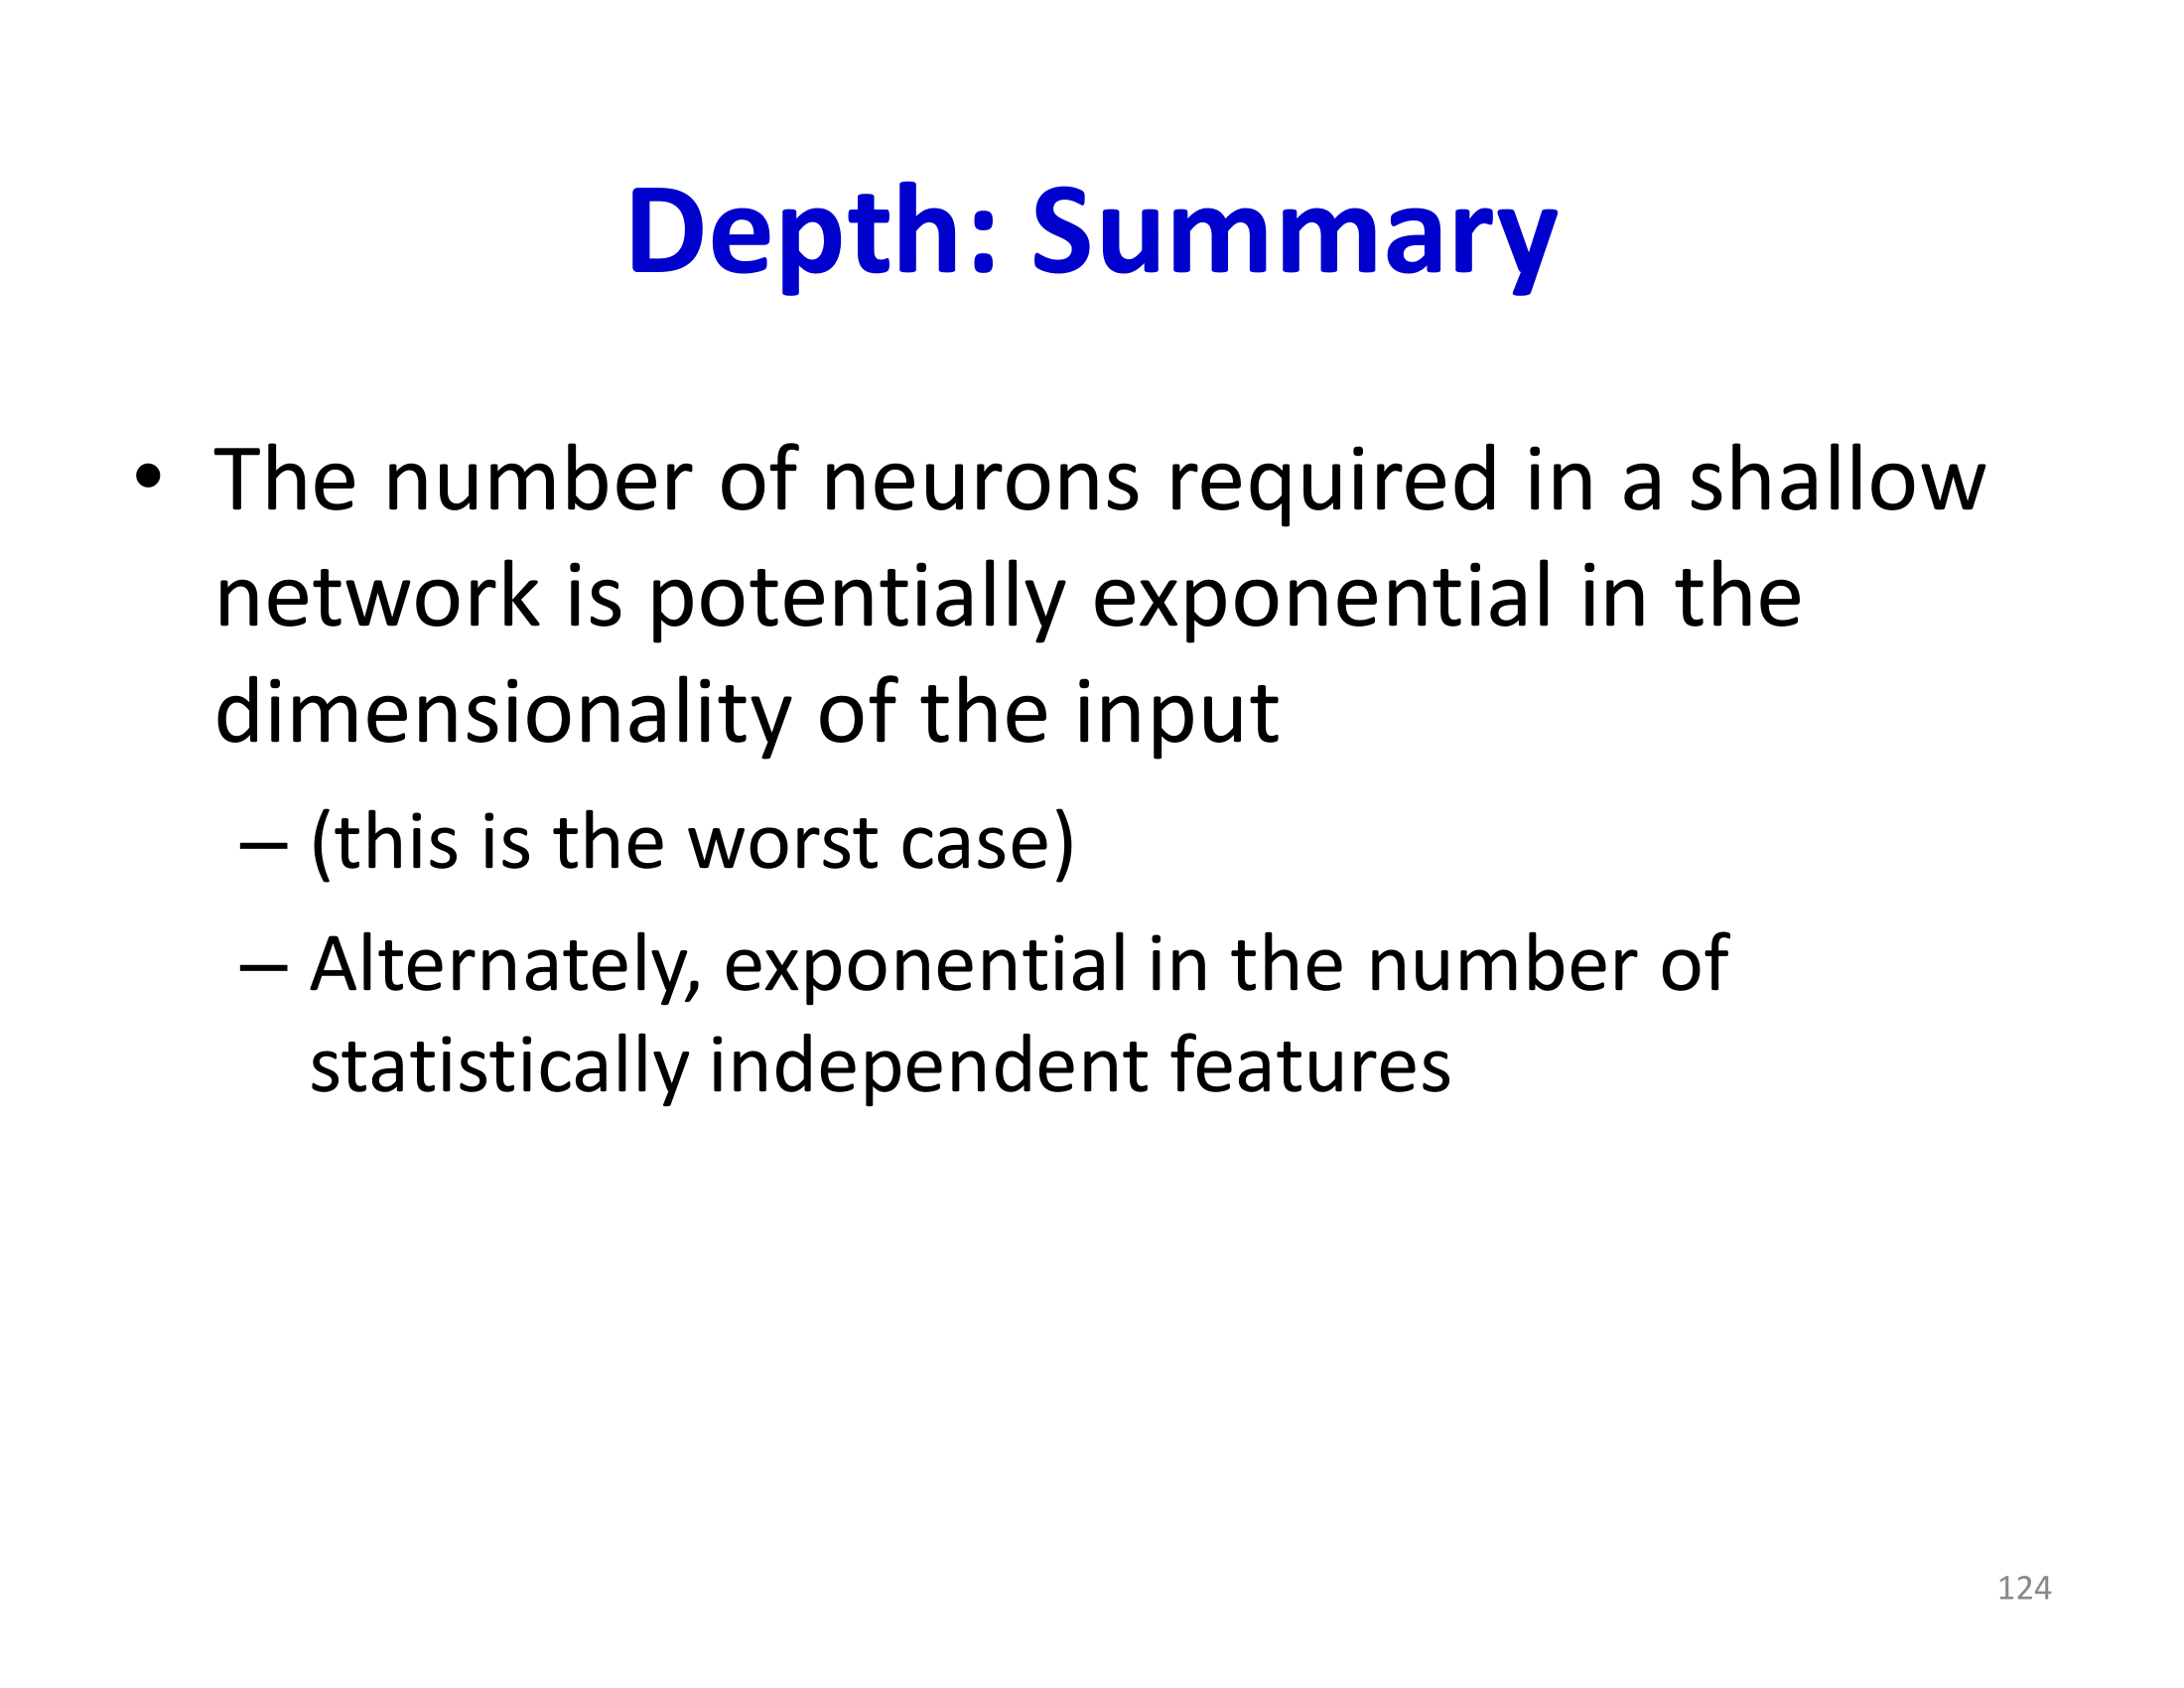 Depth: Summary
• The number of neurons required in a shallow
network is potentially exponential in the
dimensionality of the input
– (this is the worst case)
– Alternately, exponential in the number of
statistically independent features
124